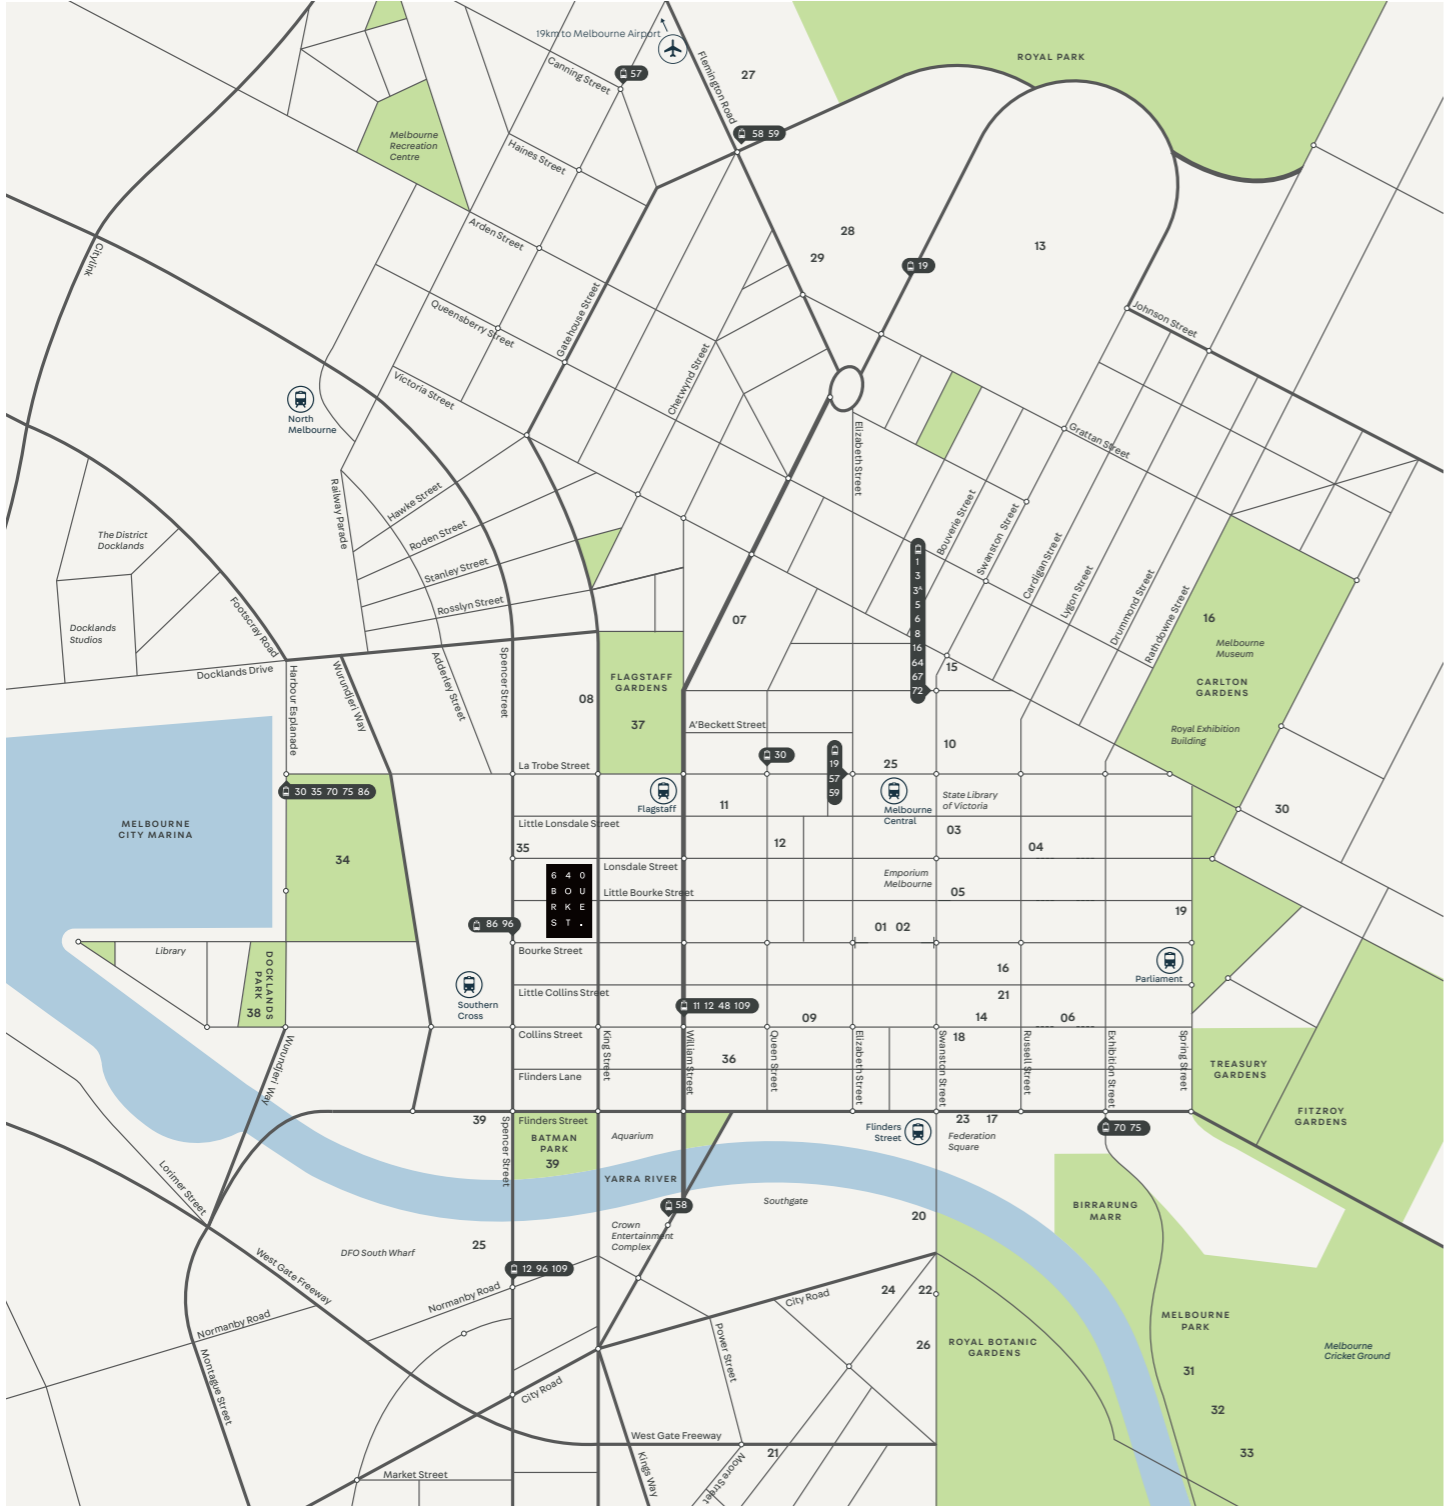 19km to Melbourne Airport
ROYAL PARK
Canning Street
57
Flemington Road
27
58 59
Melbourne
Recreation
Centre
Haines Street
Arden Street
28
29
19
13
Citylink
Queensberry Street
Gatehouse Street
Johnson Street
Victoria Street
Chetwynd Street
North
Melbourne
Elizabeth Street
Grattan Street
Railway Parade
Hawke Street
Roden Street
Stanley Street
Rosslyn Street
The District
Docklands
Docklands
Studios
Footscray Road
Docklands Drive
Bouverie Street
Swanston Street
Cardigan Street
Lygon Street
Drummond Street
Rathdowne Street
1
3
3ᴬ
5
6
8
16
64
67
72
07
15
16
Melbourne
Museum
CARLTON
GARDENS
Royal Exhibition
Building
Harbour Esplanade
Wurundjeri Way
Adderley Street
Spencer Street
08
FLAGSTAFF
GARDENS
37
A'Beckett Street
10
La Trobe Street
30
19
57
59
25
30 35 70 75 86
Flagstaff
11
Melbourne
Central
State Library
of Victoria
30
MELBOURNE
CITY MARINA
34
Little Lonsdale Street
35
12
03
04
Lonsdale Street
640
BOU
RKE
ST.
Little Bourke Street
Emporium
Melbourne
05
19
86 96
01 02
Bourke Street
Library
DOCKLANDS
PARK
38
Southern
Cross
16
Parliament
Little Collins Street
11 12 48 109
21
09
14
06
Collins Street
King Street
William Street
36
Queen Street
Elizabeth Street
Swanston Street
18
Russell Street
Exhibition Street
Spring Street
Flinders Lane
Wurundjeri Way
TREASURY
GARDENS
FITZROY
GARDENS
39
Flinders Street
Spencer Street
BATMAN
PARK
39
Aquarium
Flinders
Street
23
17
Federation
Square
70 75
YARRA RIVER
Lorimer Street
58
Southgate
20
BIRRARUNG
MARR
Crown
Entertainment
Complex
DFO South Wharf
25
West Gate Freeway
12 96 109
Normanby Road
City Road
24
22
Normanby Road
MELBOURNE
PARK
Power Street
26
ROYAL BOTANIC
GARDENS
Melbourne
Cricket Ground
Montague Street
City Road
31
32
West Gate Freeway
21
33
Market Street
Kings Way
Moore Street